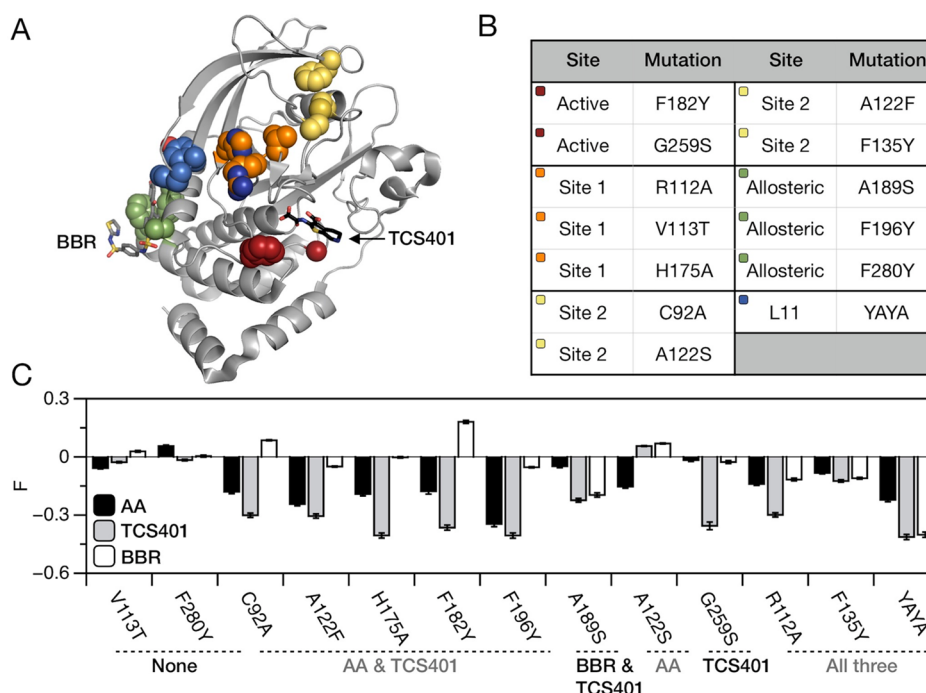 A
BBR
TCS401
B
Site Mutation Site Mutation
Active F182Y Site 2 A122F
Active G259S Site 2 F135Y
Site 1 R112A Allosteric A189S
Site 1 V113T Allosteric F196Y
Site 1 H175A Allosteric F280Y
Site 2 C92A L11 YAYA
Site 2 A122S
C
0.3
0
−0.3
−0.6
F
AA
TCS401
BBR
V113T F280Y C92A A122F H175A F182Y F196Y A189S A122S G259S R112A F135Y YAYA
None AA & TCS401 BBR & AA TCS401 All three
TCS401